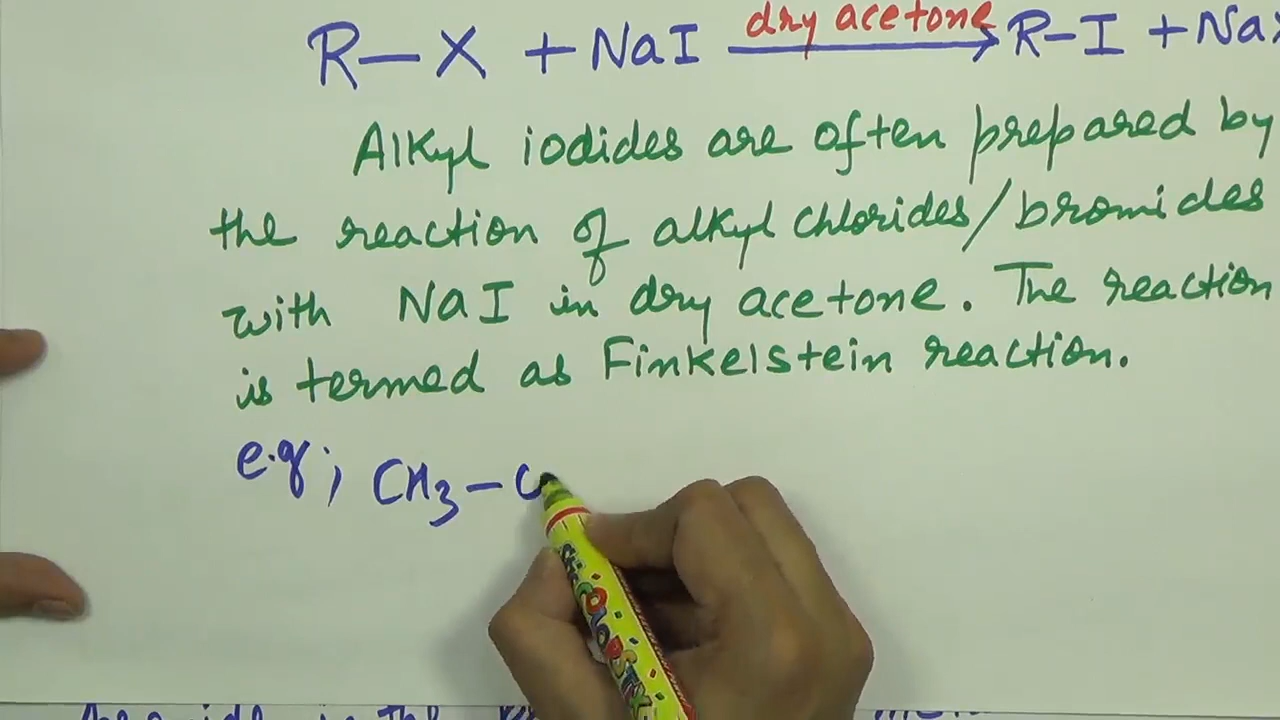 dry acetone
R-X + NaI → R-I + NaX
Alkyl iodides are often prepared by
the reaction of alkyl chlorides/bromides
with NaI in dry acetone. The reaction
is termed as Finkelstein reaction.
e.g; CH3-C